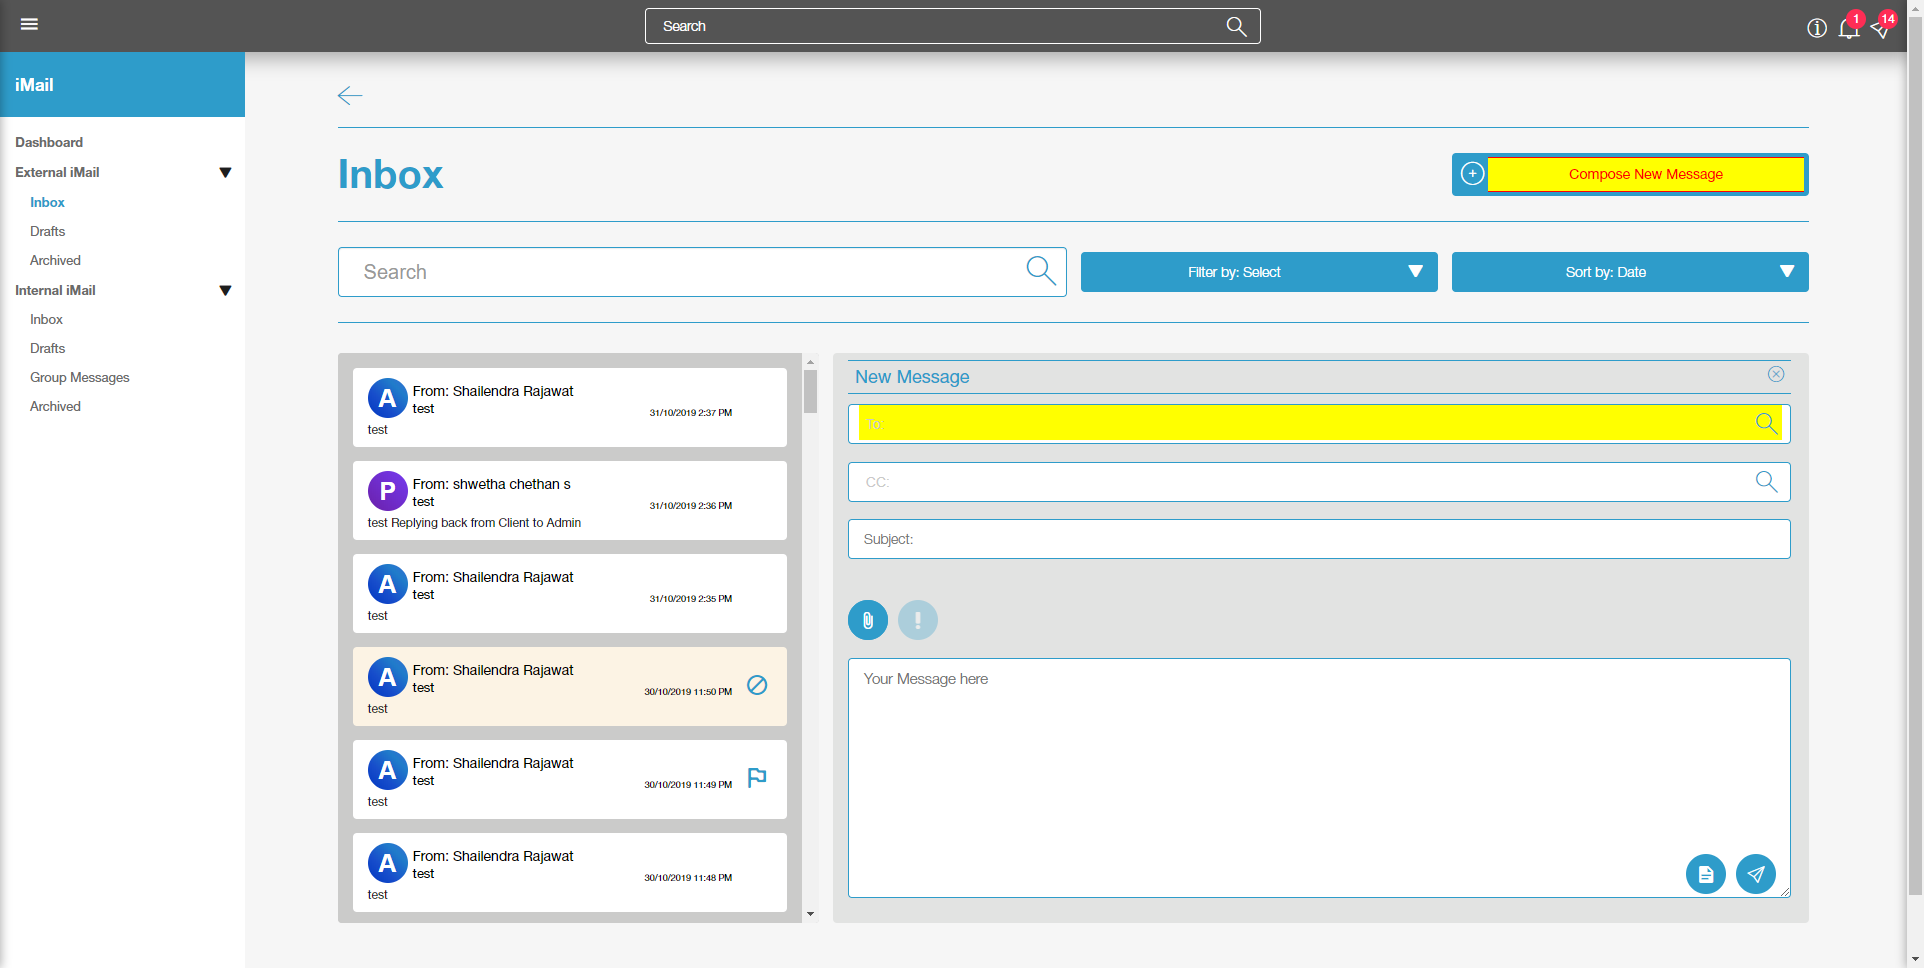 Search
1
14
iMail
Dashboard
External iMail
Inbox
Drafts
Archived
Internal iMail
Inbox
Drafts
Group Messages
Archived
Inbox
Compose New Message
Search
Filter by: Select
Sort by: Date
A
From: Shailendra Rajawat
test
31/10/2019 2:37 PM
test
P
From: shwetha chethan s
test
31/10/2019 2:36 PM
test Replying back from Client to Admin
A
From: Shailendra Rajawat
test
31/10/2019 2:35 PM
test
A
From: Shailendra Rajawat
test
30/10/2019 11:50 PM
test
A
From: Shailendra Rajawat
test
30/10/2019 11:49 PM
test
A
From: Shailendra Rajawat
test
30/10/2019 11:48 PM
test
New Message
To:
CC:
Subject:
Your Message here